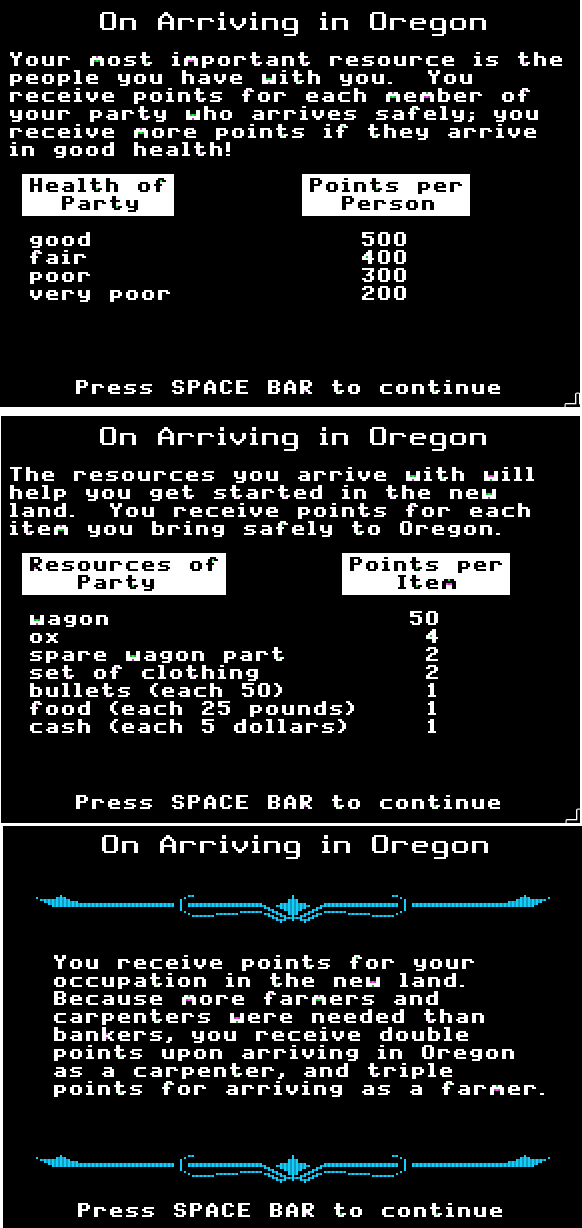 On Arriving in Oregon
Your most important resource is the
people you have with you.  You
receive points for each member of
your party who arrives safely; you
receive more points if they arrive
in good health!
Health of Party
Points per Person
good 500
fair 400
poor 300
very poor 200
Press SPACE BAR to continue
On Arriving in Oregon
The resources you arrive with will
help you get started in the new
land.  You receive points for each
item you bring safely to Oregon.
Resources of Party
Points per Item
wagon 50
ox 4
spare wagon part 2
set of clothing 2
bullets (each 50) 1
food (each 25 pounds) 1
cash (each 5 dollars) 1
Press SPACE BAR to continue
On Arriving in Oregon
You receive points for your
occupation in the new land.
Because more farmers and
carpenters were needed than
bankers, you receive double
points upon arriving in Oregon
as a carpenter, and triple
points for arriving as a farmer.
Press SPACE BAR to continue